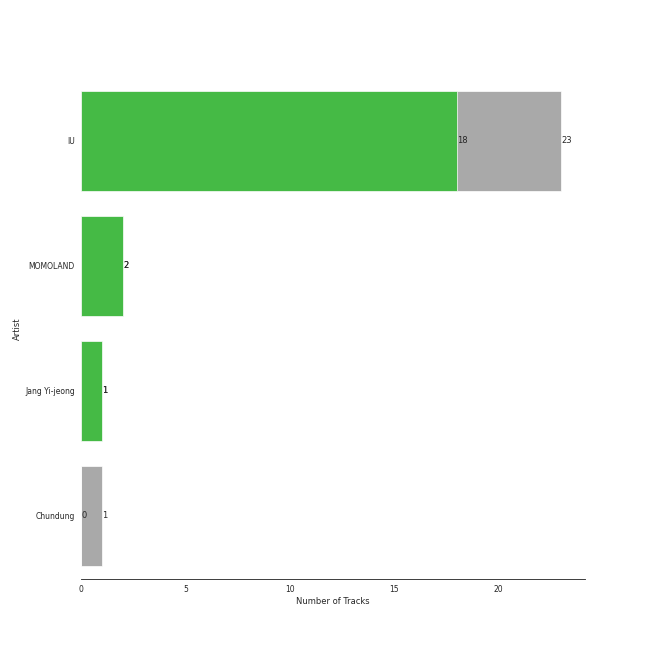 IU
18
23
MOMOLAND
2
Artist
Jang Yi-jeong
1
Chundung
0
1
0
5
10
15
20
Number of Tracks